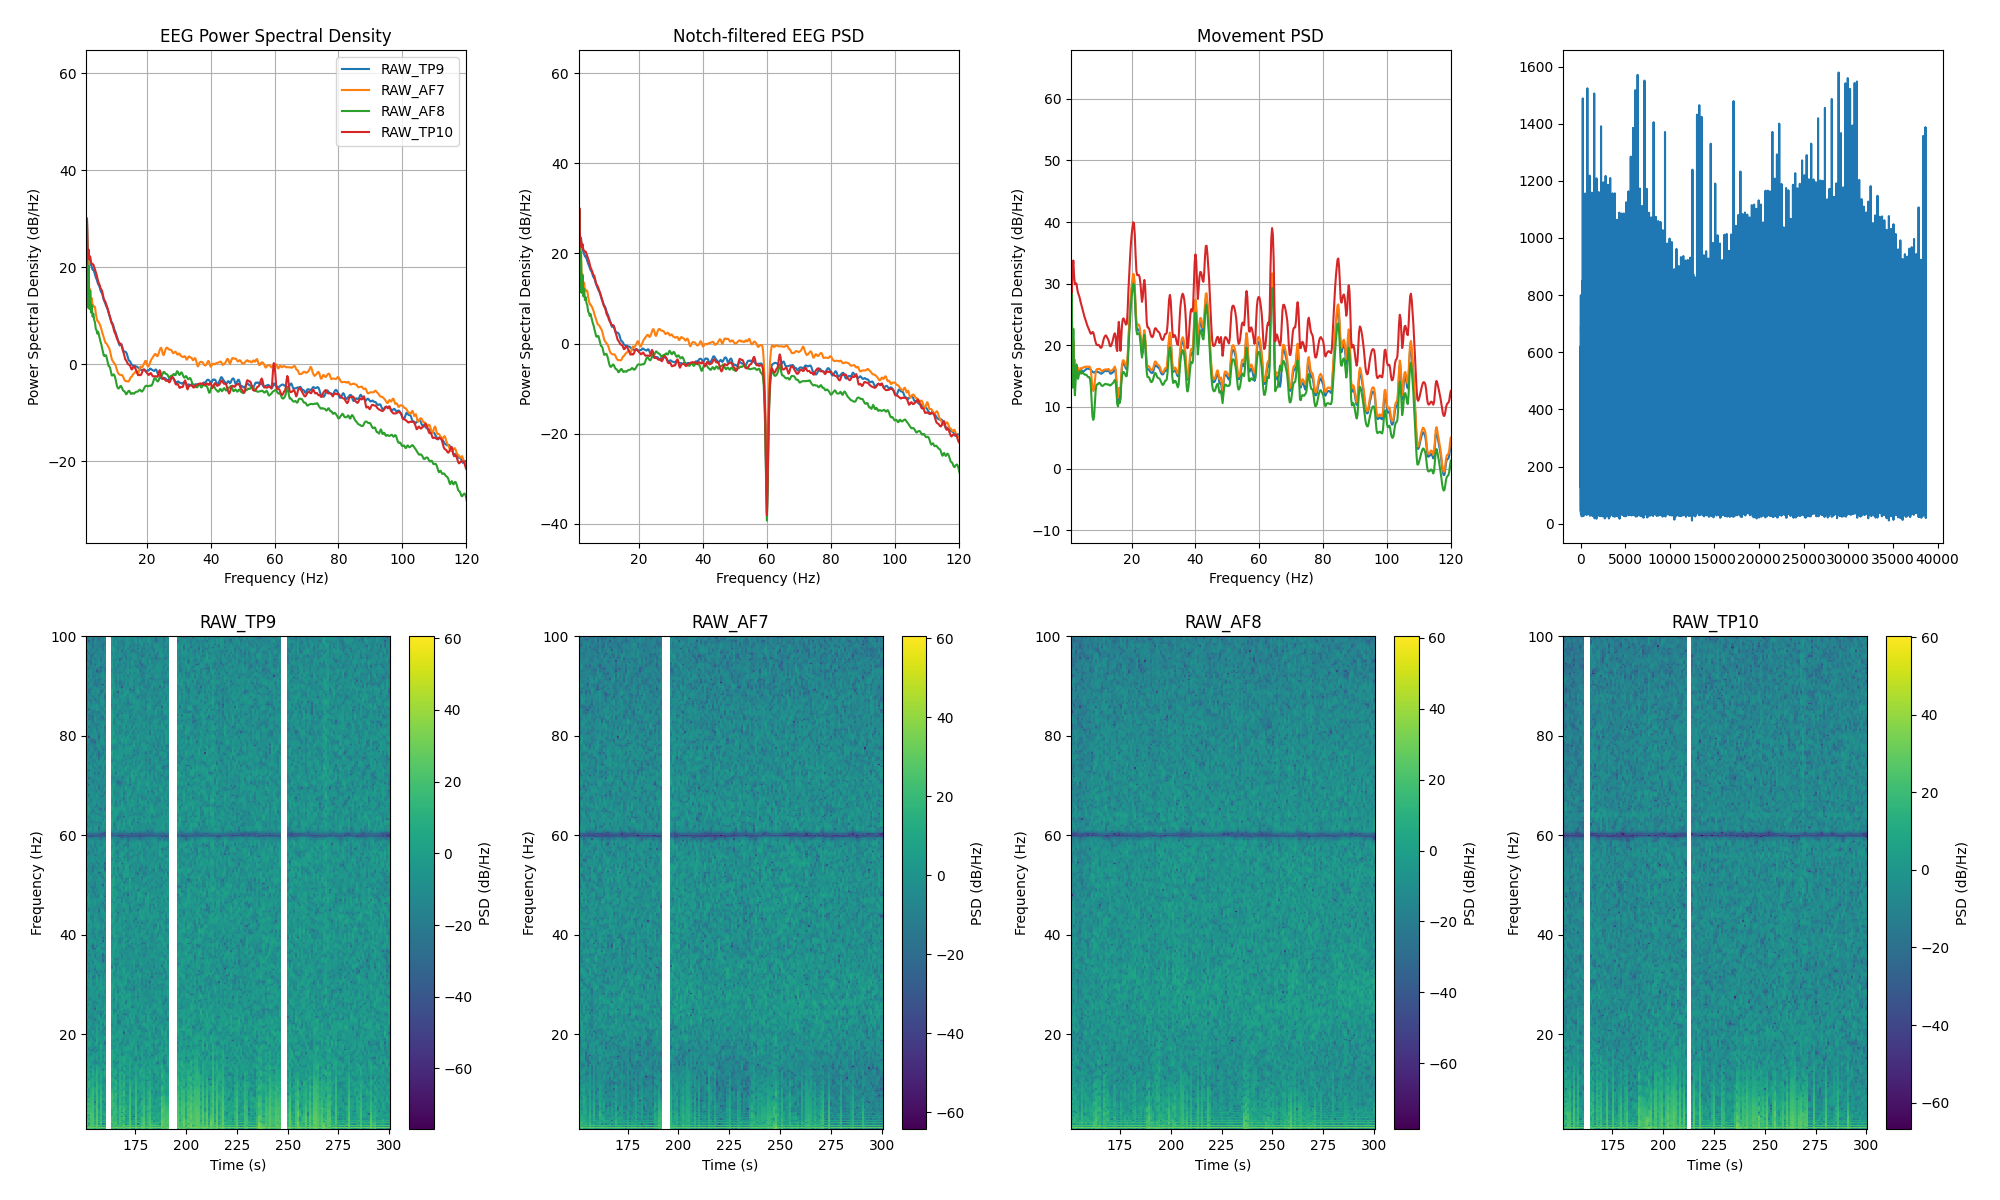 EEG Power Spectral Density
Power Spectral Density (dB/Hz)
60
40
20
0
−20
RAW_TP9
RAW_AF7
RAW_AF8
RAW_TP10
20 40 60 80 100 120
Frequency (Hz)
Notch-filtered EEG PSD
Power Spectral Density (dB/Hz)
60
40
20
0
−20
−40
20 40 60 80 100 120
Frequency (Hz)
Movement PSD
Power Spectral Density (dB/Hz)
60
50
40
30
20
10
0
−10
20 40 60 80 100 120
Frequency (Hz)
1600
1400
1200
1000
800
600
400
200
0
0 5000 10000 15000 20000 25000 30000 35000 40000
RAW_TP9
Frequency (Hz)
100
80
60
40
20
175 200 225 250 275 300
Time (s)
60
40
20
0
−20
−40
−60
PSD (dB/Hz)
RAW_AF7
Frequency (Hz)
100
80
60
40
20
175 200 225 250 275 300
Time (s)
60
40
20
0
−20
−40
−60
PSD (dB/Hz)
RAW_AF8
Frequency (Hz)
100
80
60
40
20
175 200 225 250 275 300
Time (s)
60
40
20
0
−20
−40
−60
PSD (dB/Hz)
RAW_TP10
Frequency (Hz)
100
80
60
40
20
175 200 225 250 275 300
Time (s)
60
40
20
0
−20
−40
−60
PSD (dB/Hz)